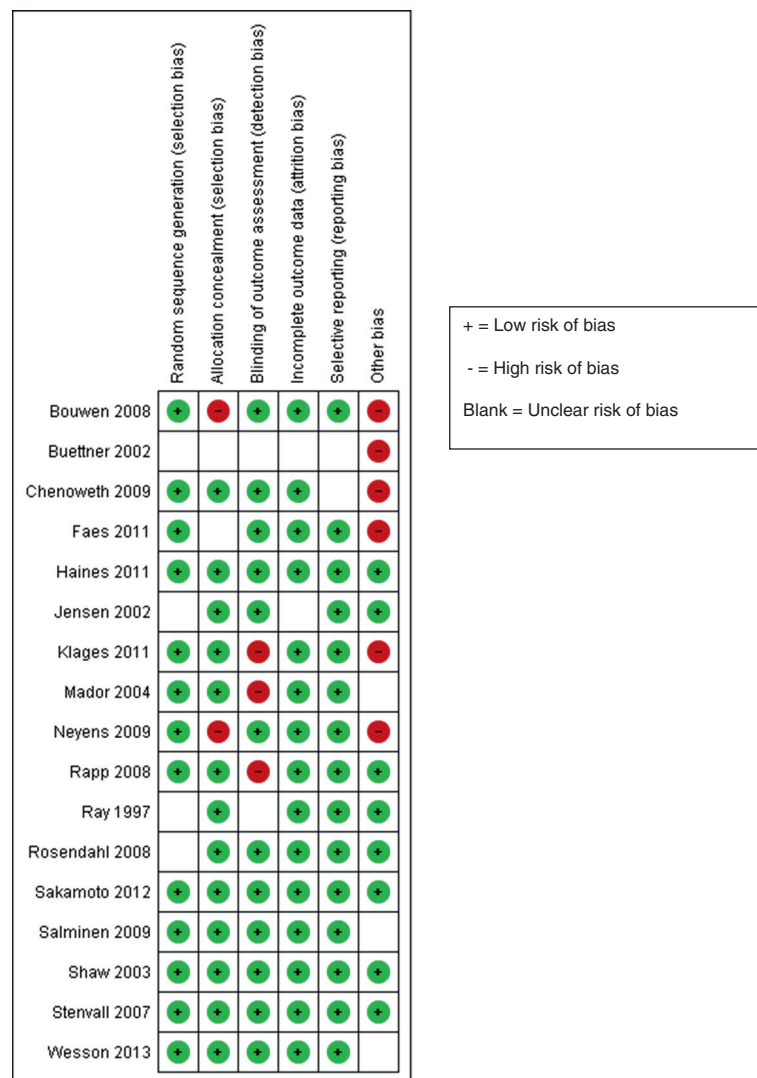 Random sequence generation (selection bias)
Allocation concealment (selection bias)
Blinding of outcome assessment (detection bias)
Incomplete outcome data (attrition bias)
Selective reporting (reporting bias)
Other bias
Bouwen 2008 + - + + + -
Buettner 2002 -
Chenoweth 2009 + + + + -
Faes 2011 + + + + -
Haines 2011 + + + + + +
Jensen 2002 + + + +
Klages 2011 + + - + + -
Mador 2004 + + - + +
Neyens 2009 + - + + + -
Rapp 2008 + + - + + +
Ray 1997 + + + +
Rosendahl 2008 + + + + +
Sakamoto 2012 + + + + + +
Salminen 2009 + + + + +
Shaw 2003 + + + + + +
Stenvall 2007 + + + + + +
Wesson 2013 + + + + +
+ = Low risk of bias
- = High risk of bias
Blank = Unclear risk of bias